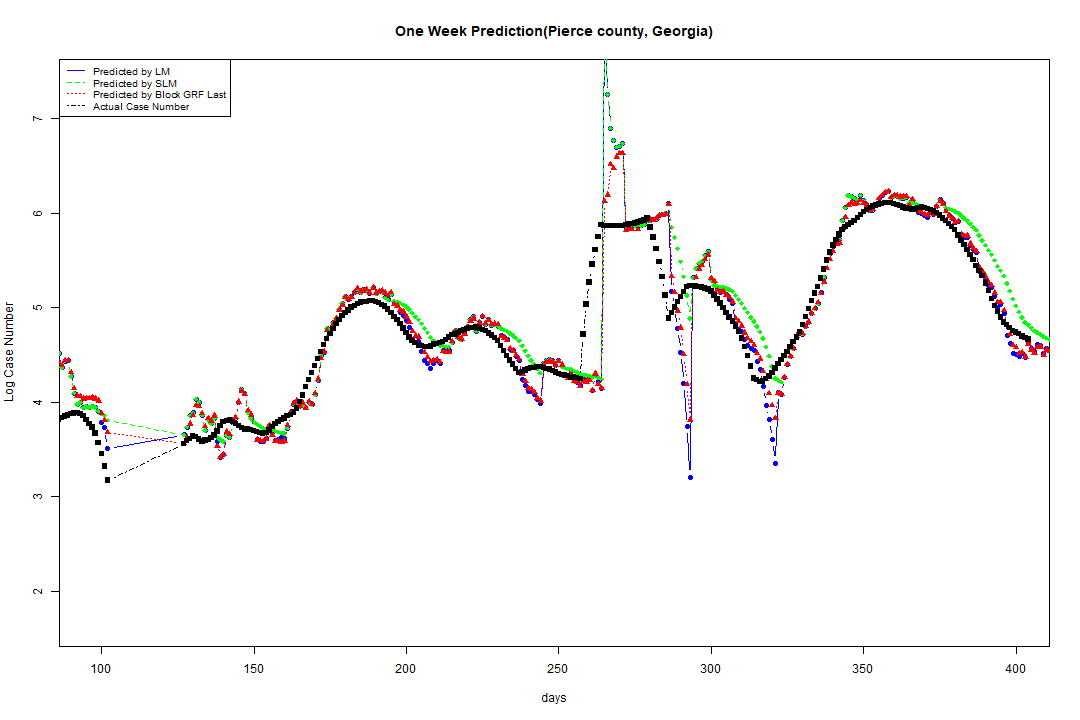 One Week Prediction(Pierce county, Georgia)
Predicted by LM
Predicted by SLM
Predicted by Block GRF Last
Actual Case Number
Log Case Number
7
6
5
4
3
2
100 150 200 250 300 350 400
days